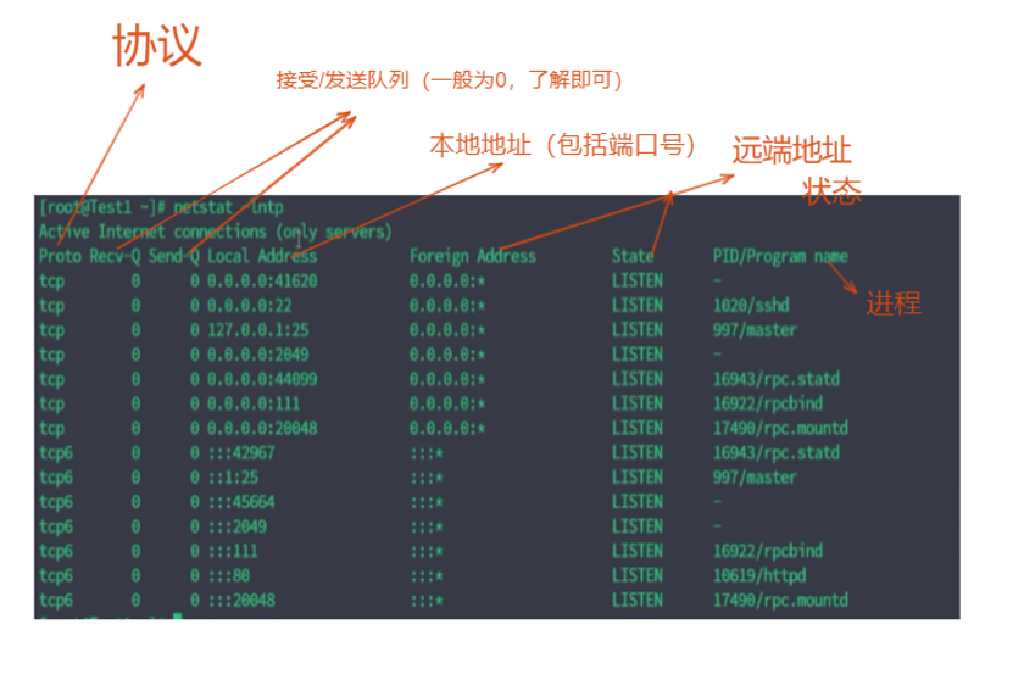 协议
接受/发送队列（一般为0，了解即可）
本地地址（包括端口号）
远端地址
状态
[root@Test1 ~]# netstat -lntp
Active Internet connections (only servers)
Proto Recv-Q Send-Q Local Address Foreign Address State PID/Program name
tcp 0 0 0.0.0.0:41620 0.0.0.0:* LISTEN -
tcp 0 0 0.0.0.0:22 0.0.0.0:* LISTEN 1020/sshd
进程
tcp 0 0 127.0.0.1:25 0.0.0.0:* LISTEN 997/master
tcp 0 0 0.0.0.0:2049 0.0.0.0:* LISTEN -
tcp 0 0 0.0.0.0:44099 0.0.0.0:* LISTEN 16943/rpc.statd
tcp 0 0 0.0.0.0:111 0.0.0.0:* LISTEN 16922/rpcbind
tcp 0 0 0.0.0.0:20048 0.0.0.0:* LISTEN 17490/rpc.mountd
tcp6 0 0 :::42967 :::* LISTEN 16943/rpc.statd
tcp6 0 0 ::1:25 :::* LISTEN 997/master
tcp6 0 0 :::45664 :::* LISTEN -
tcp6 0 0 :::2049 :::* LISTEN -
tcp6 0 0 :::111 :::* LISTEN 16922/rpcbind
tcp6 0 0 :::80 :::* LISTEN 10619/httpd
tcp6 0 0 :::20048 :::* LISTEN 17490/rpc.mountd